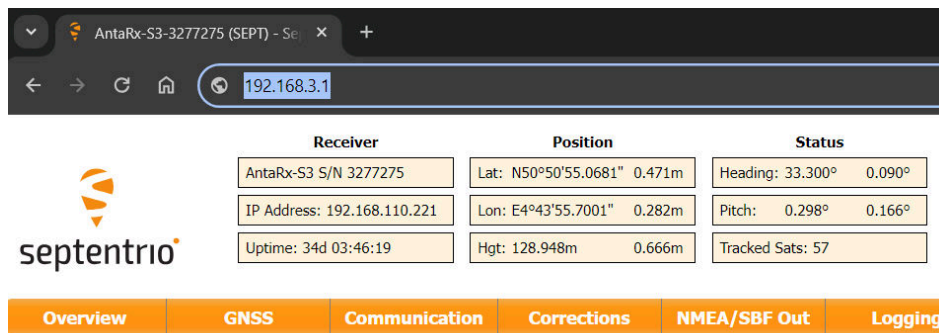 AntaRx-S3-3277275 (SEPT) - Se
192.168.3.1
Receiver Position Status
AntaRx-S3 S/N 3277275 Lat: N50°50'55.0681" 0.471m Heading: 33.300° 0.090°
IP Address: 192.168.110.221 Lon: E4°43'55.7001" 0.282m Pitch: 0.298° 0.166°
Uptime: 34d 03:46:19 Hgt: 128.948m 0.666m Tracked Sats: 57
septentrio
Overview GNSS Communication Corrections NMEA/SBF Out Logging